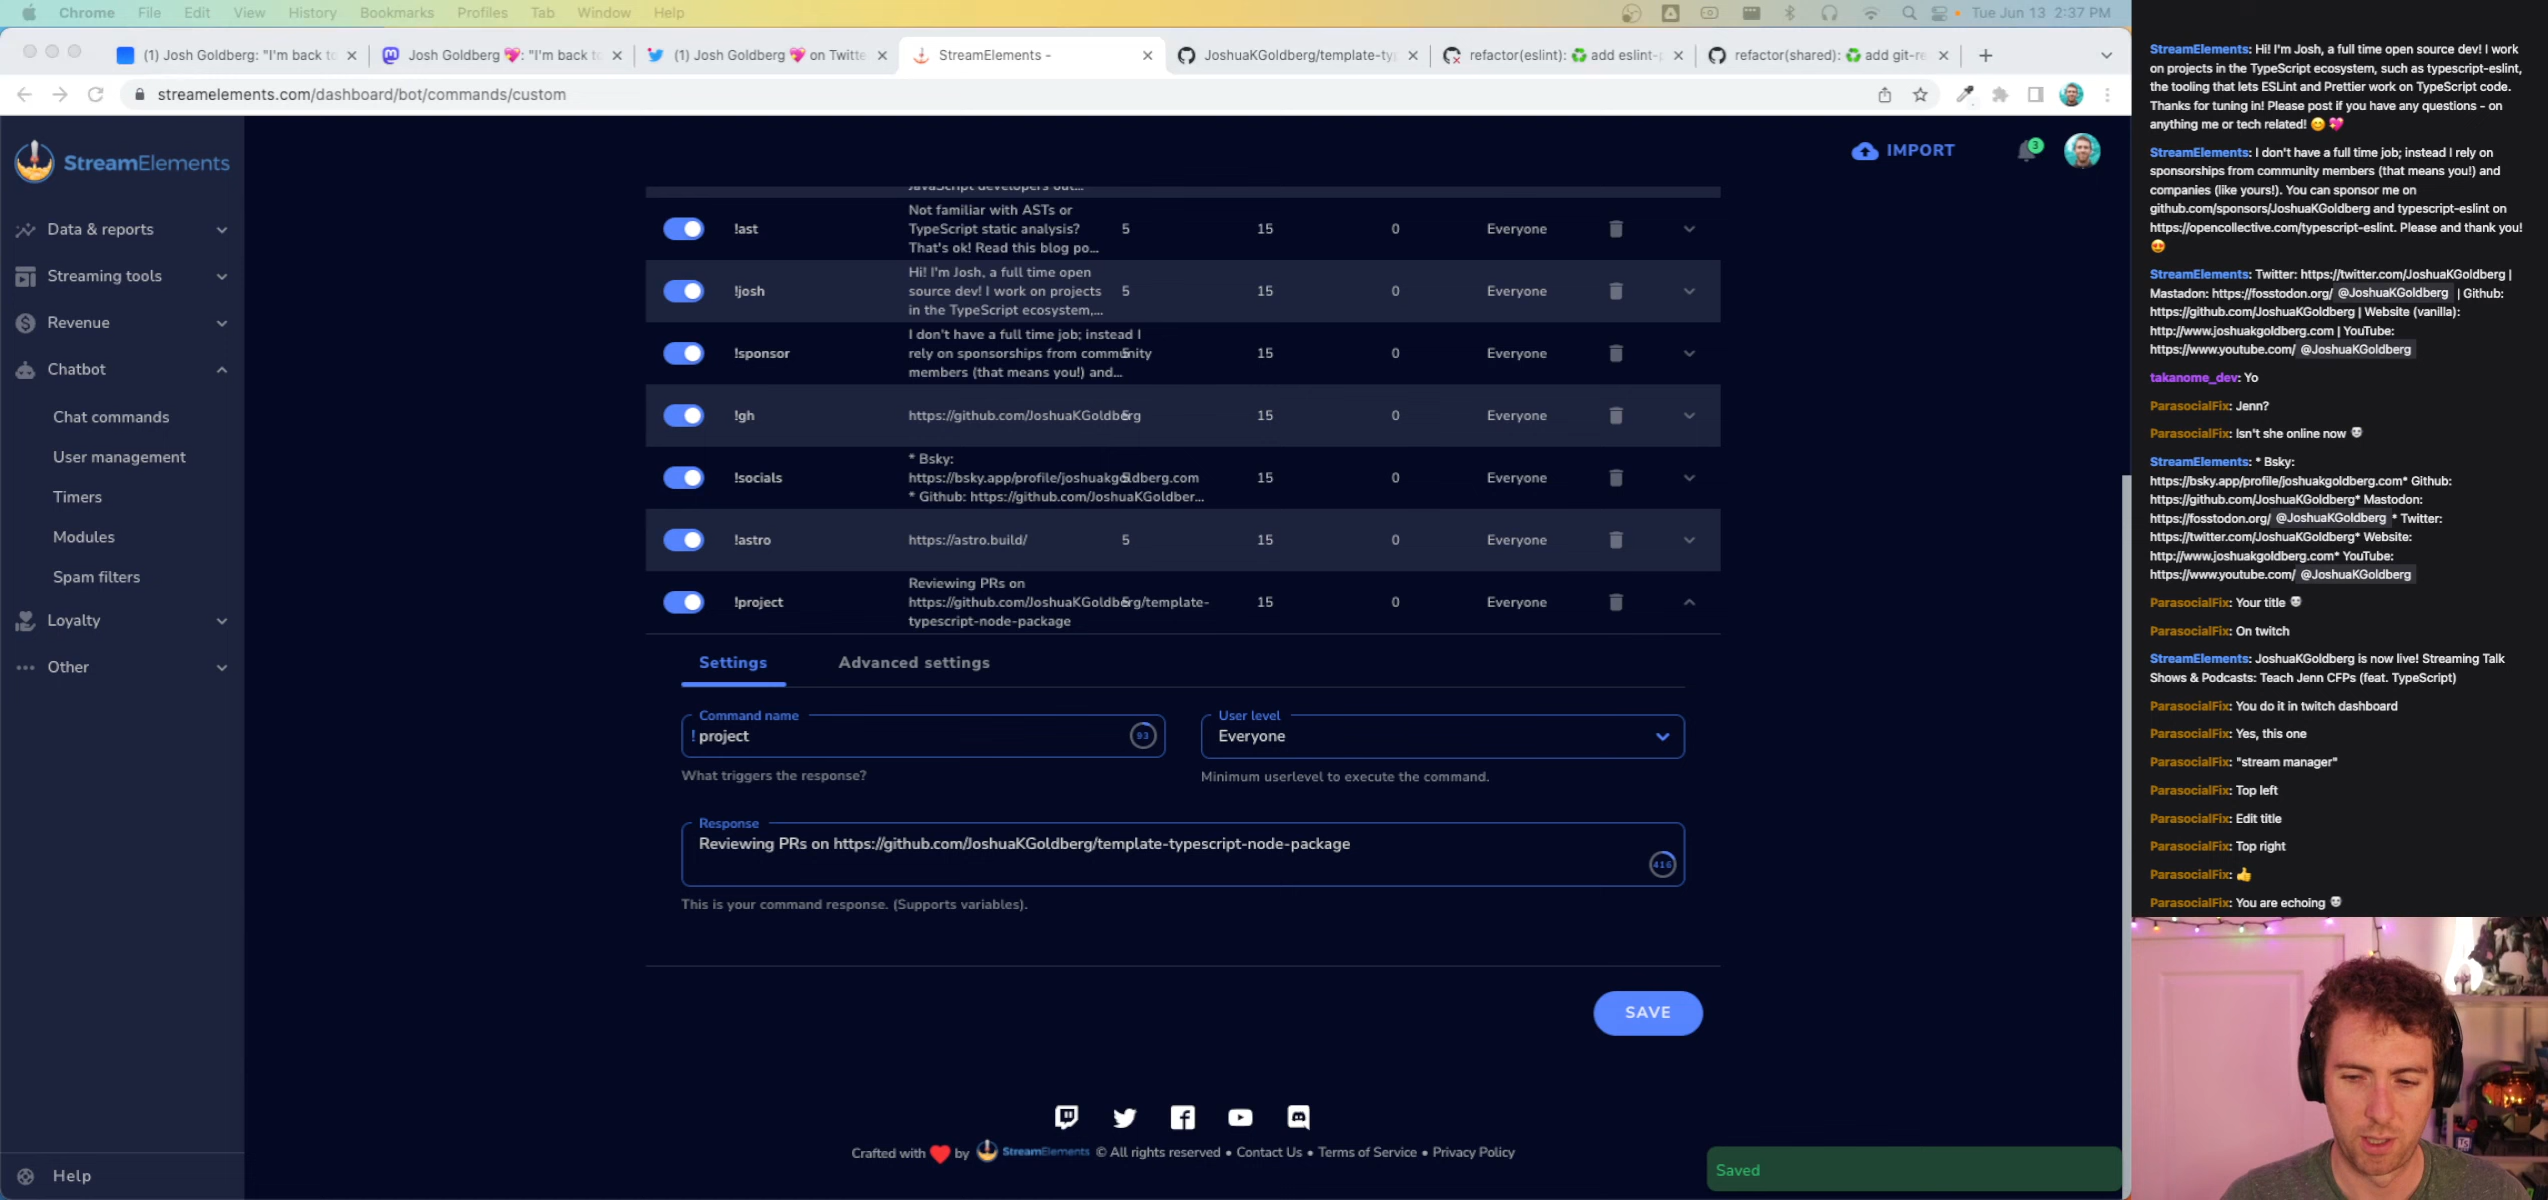 Chrome File Edit View History Bookmarks Profiles Tab Window Help
Tue Jun 13 2:37 PM
(1) Josh Goldberg: "I'm back to
Josh Goldberg 💖: "I'm back to
(1) Josh Goldberg 💖 on Twitte
StreamElements -
JoshuaKGoldberg/template-ty
refactor(eslint): ♻️ add eslint-
refactor(shared): ♻️ add git-re
streamelements.com/dashboard/bot/commands/custom
StreamElements
IMPORT
3
Data & reports
Streaming tools
Revenue
Chatbot
Chat commands
User management
Timers
Modules
Spam filters
Loyalty
Other
Help
JavaScript developers out...
!ast
Not familiar with ASTs or
TypeScript static analysis?
That's ok! Read this blog po...
5 15 0 Everyone
!josh
Hi! I'm Josh, a full time open
source dev! I work on projects
in the TypeScript ecosystem,...
5 15 0 Everyone
!sponsor
I don't have a full time job; instead I
rely on sponsorships from community
members (that means you!) and...
5 15 0 Everyone
!gh
https://github.com/JoshuaKGoldberg
5 15 0 Everyone
!socials
* Bsky:
https://bsky.app/profile/joshuakgoldberg.com
* Github: https://github.com/JoshuaKGoldber...
5 15 0 Everyone
!astro
https://astro.build/
5 15 0 Everyone
!project
Reviewing PRs on
https://github.com/JoshuaKGoldberg/template-
typescript-node-package
5 15 0 Everyone
Settings Advanced settings
Command name
! project
93
What triggers the response?
User level
Everyone
Minimum userlevel to execute the command.
Response
Reviewing PRs on https://github.com/JoshuaKGoldberg/template-typescript-node-package
416
This is your command response. (Supports variables).
SAVE
Crafted with ❤️ by StreamElements © All rights reserved • Contact Us • Terms of Service • Privacy Policy
Saved
StreamElements: Hi! I'm Josh, a full time open source dev! I work
on projects in the TypeScript ecosystem, such as typescript-eslint,
the tooling that lets ESLint and Prettier work on TypeScript code.
Thanks for tuning in! Please post if you have any questions - on
anything me or tech related! 😊 💖
StreamElements: I don't have a full time job; instead I rely on
sponsorships from community members (that means you!) and
companies (like yours!). You can sponsor me on
github.com/sponsors/JoshuaKGoldberg and typescript-eslint on
https://opencollective.com/typescript-eslint. Please and thank you!
😍
StreamElements: Twitter: https://twitter.com/JoshuaKGoldberg |
Mastadon: https://fosstodon.org/ @JoshuaKGoldberg | Github:
https://github.com/JoshuaKGoldberg | Website (vanilla):
http://www.joshuakgoldberg.com | YouTube:
https://www.youtube.com/ @JoshuaKGoldberg
takanome_dev: Yo
ParasocialFix: Jenn?
ParasocialFix: Isn't she online now 💀
StreamElements: * Bsky:
https://bsky.app/profile/joshuakgoldberg.com* Github:
https://github.com/JoshuaKGoldberg* Mastodon:
https://fosstodon.org/ @JoshuaKGoldberg * Twitter:
https://twitter.com/JoshuaKGoldberg* Website:
http://www.joshuakgoldberg.com* YouTube:
https://www.youtube.com/ @JoshuaKGoldberg
ParasocialFix: Your title 💀
ParasocialFix: On twitch
StreamElements: JoshuaKGoldberg is now live! Streaming Talk
Shows & Podcasts: Teach Jenn CFPs (feat. TypeScript)
ParasocialFix: You do it in twitch dashboard
ParasocialFix: Yes, this one
ParasocialFix: "stream manager"
ParasocialFix: Top left
ParasocialFix: Edit title
ParasocialFix: Top right
ParasocialFix: 👍
ParasocialFix: You are echoing 💀